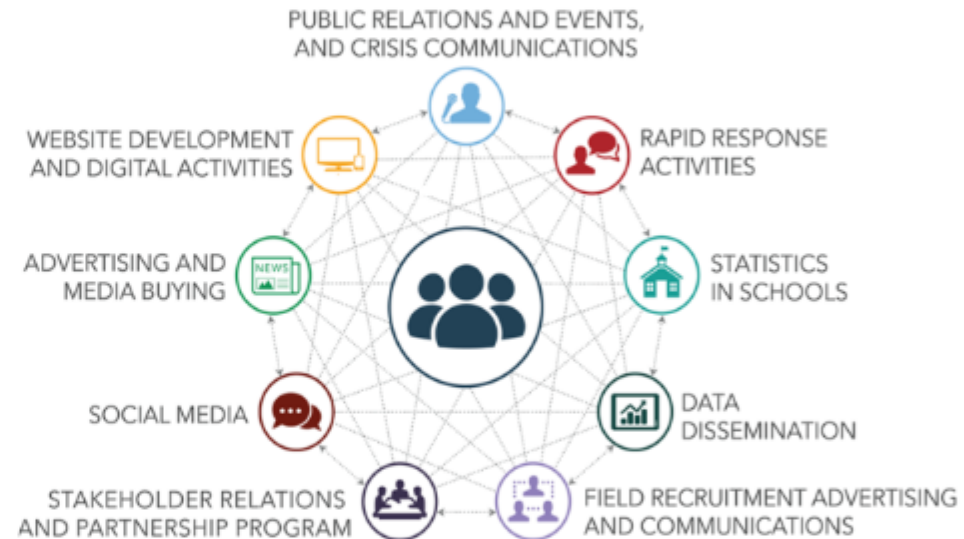 PUBLIC RELATIONS AND EVENTS,
AND CRISIS COMMUNICATIONS
WEBSITE DEVELOPMENT
AND DIGITAL ACTIVITIES
RAPID RESPONSE
ACTIVITIES
ADVERTISING AND
MEDIA BUYING
NEWS
STATISTICS
IN SCHOOLS
SOCIAL MEDIA
DATA
DISSEMINATION
STAKEHOLDER RELATIONS
AND PARTNERSHIP PROGRAM
FIELD RECRUITMENT ADVERTISING
AND COMMUNICATIONS